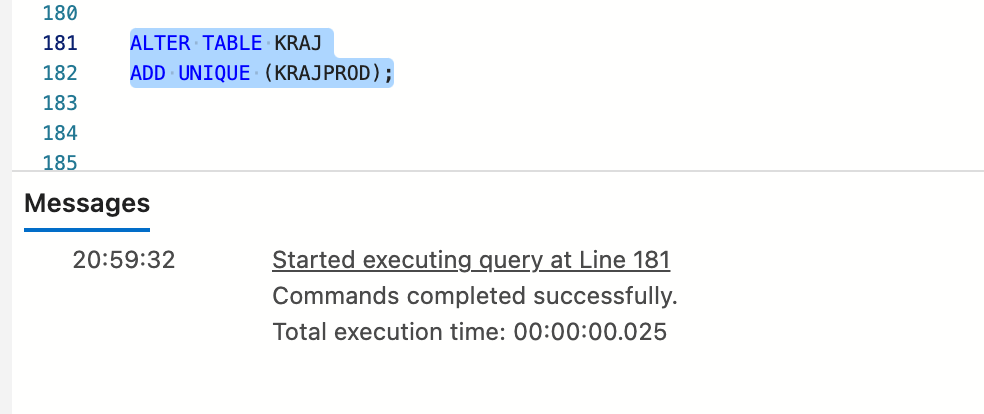 180
181 ALTER TABLE KRAJ
182 ADD UNIQUE (KRAJPROD);
183
184
185
Messages
20:59:32 Started executing query at Line 181
Commands completed successfully.
Total execution time: 00:00:00.025